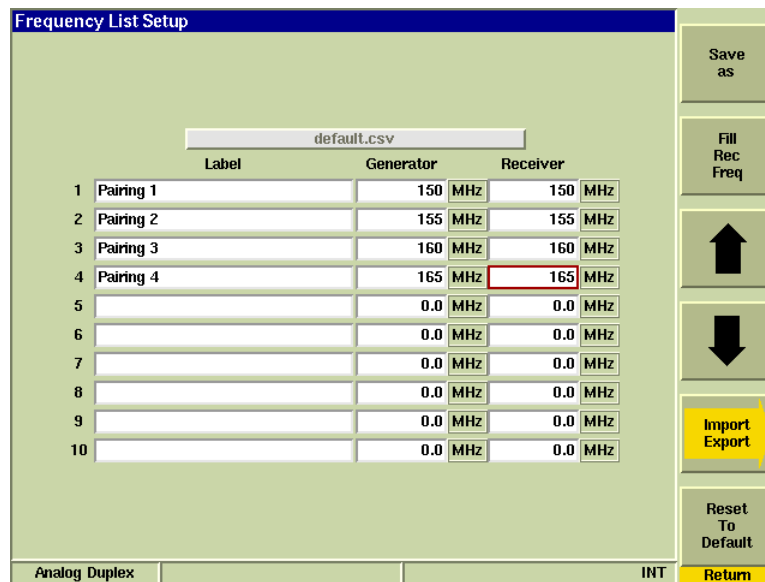 Frequency List Setup
default.csv
Label Generator Receiver
1 Pairing 1 150 MHz 150 MHz
2 Pairing 2 155 MHz 155 MHz
3 Pairing 3 160 MHz 160 MHz
4 Pairing 4 165 MHz 165 MHz
5 0.0 MHz 0.0 MHz
6 0.0 MHz 0.0 MHz
7 0.0 MHz 0.0 MHz
8 0.0 MHz 0.0 MHz
9 0.0 MHz 0.0 MHz
10 0.0 MHz 0.0 MHz
Analog Duplex INT
Save
as
Fill
Rec
Freq
Import
Export
Reset
To
Default
Return